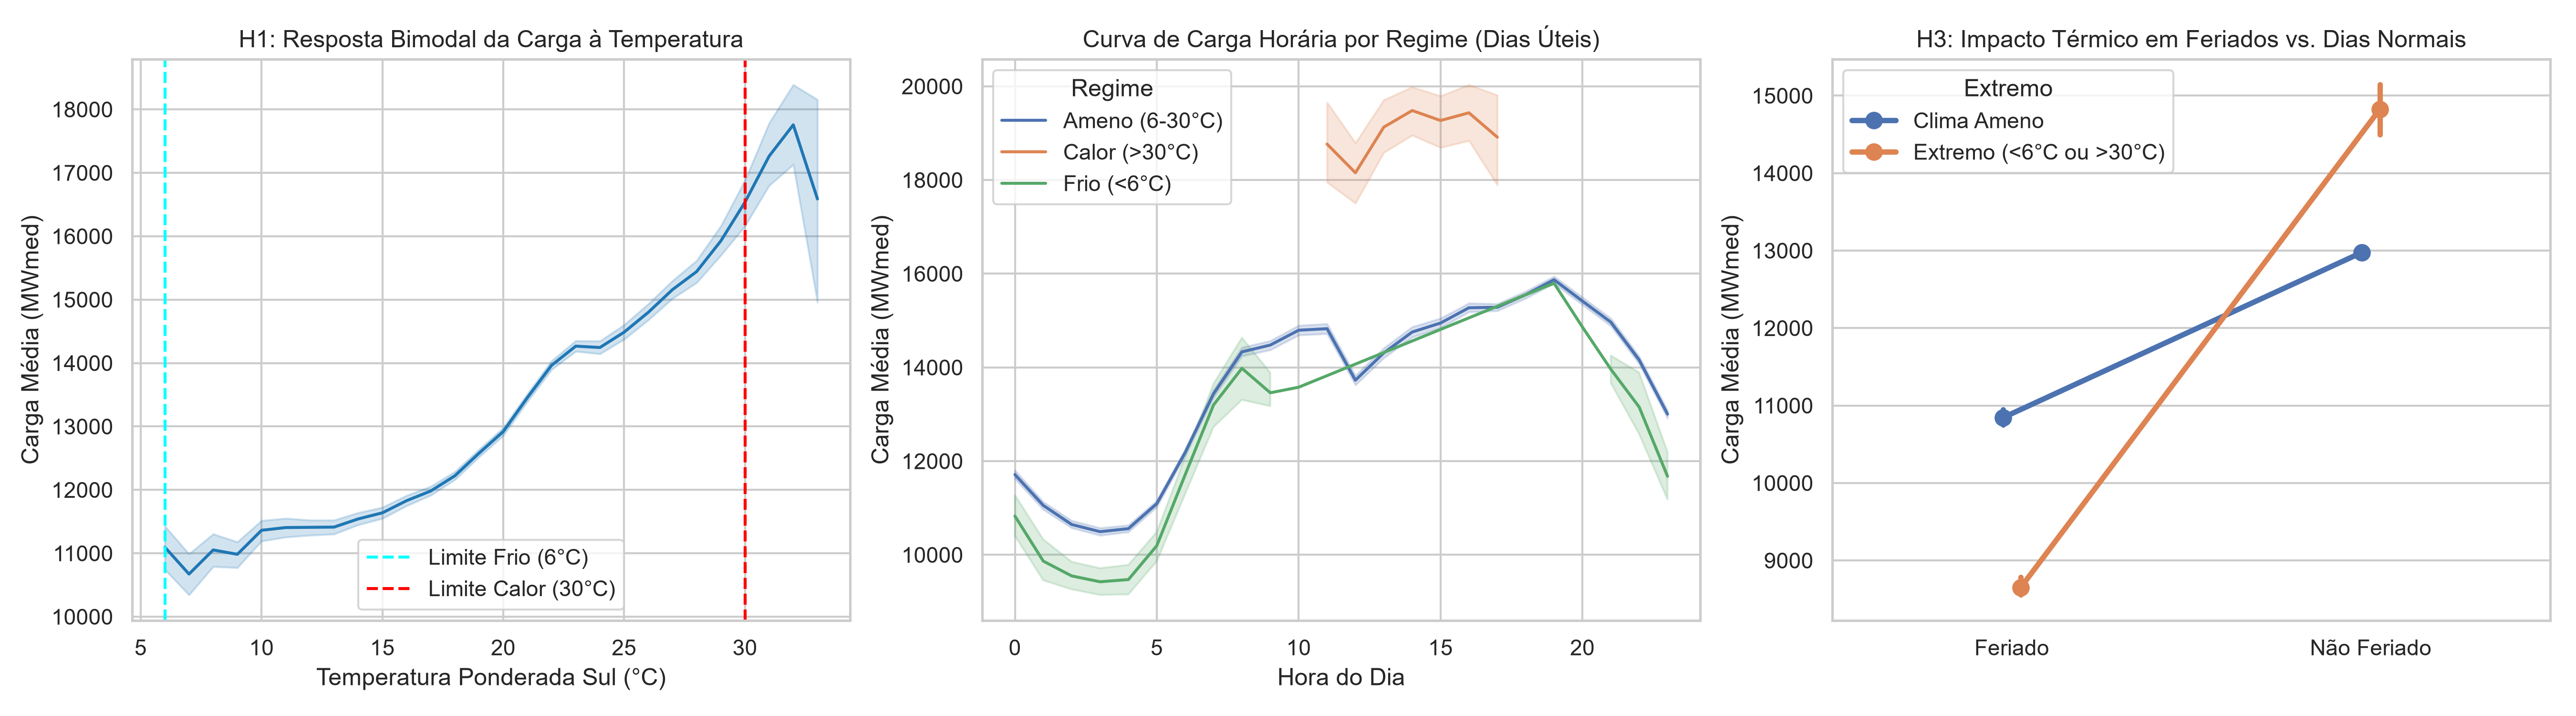 H1: Resposta Bimodal da Carga à Temperatura
Carga Média (MWmed)
18000
17000
16000
15000
14000
13000
12000
11000
10000
Limite Frio (6°C)
Limite Calor (30°C)
5
10
15
20
25
30
Temperatura Ponderada Sul (°C)
Curva de Carga Horária por Regime (Dias Úteis)
Carga Média (MWmed)
20000
18000
16000
14000
12000
10000
Regime
Ameno (6-30°C)
Calor (>30°C)
Frio (<6°C)
0
5
10
15
20
Hora do Dia
H3: Impacto Térmico em Feriados vs. Dias Normais
Carga Média (MWmed)
15000
14000
13000
12000
11000
10000
9000
Extremo
Clima Ameno
Extremo (<6°C ou >30°C)
Feriado
Não Feriado